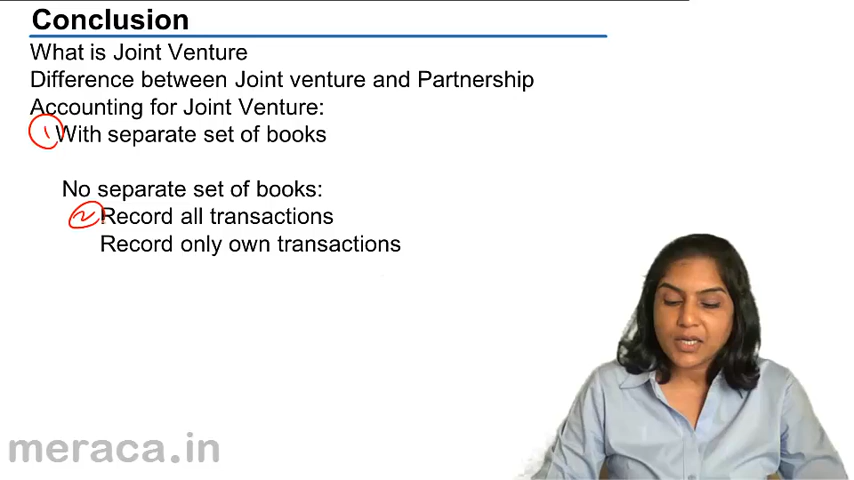 Conclusion
What is Joint Venture
Difference between Joint venture and Partnership
Accounting for Joint Venture:
1 With separate set of books
No separate set of books:
2 Record all transactions
Record only own transactions
meraca.in